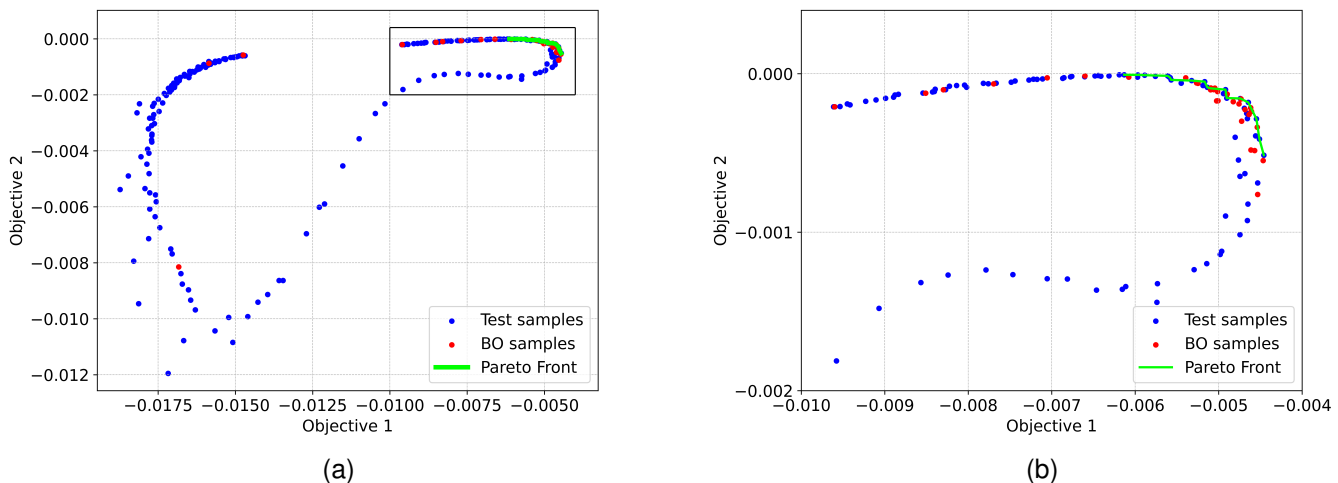 0.000
−0.002
−0.004
−0.006
−0.008
−0.010
−0.012
Objective 2
−0.0175
−0.0150
−0.0125
−0.0100
−0.0075
−0.0050
Objective 1
Test samples
BO samples
Pareto Front
(a)
0.000
−0.001
−0.002
Objective 2
−0.010
−0.009
−0.008
−0.007
−0.006
−0.005
−0.004
Objective 1
Test samples
BO samples
Pareto Front
(b)